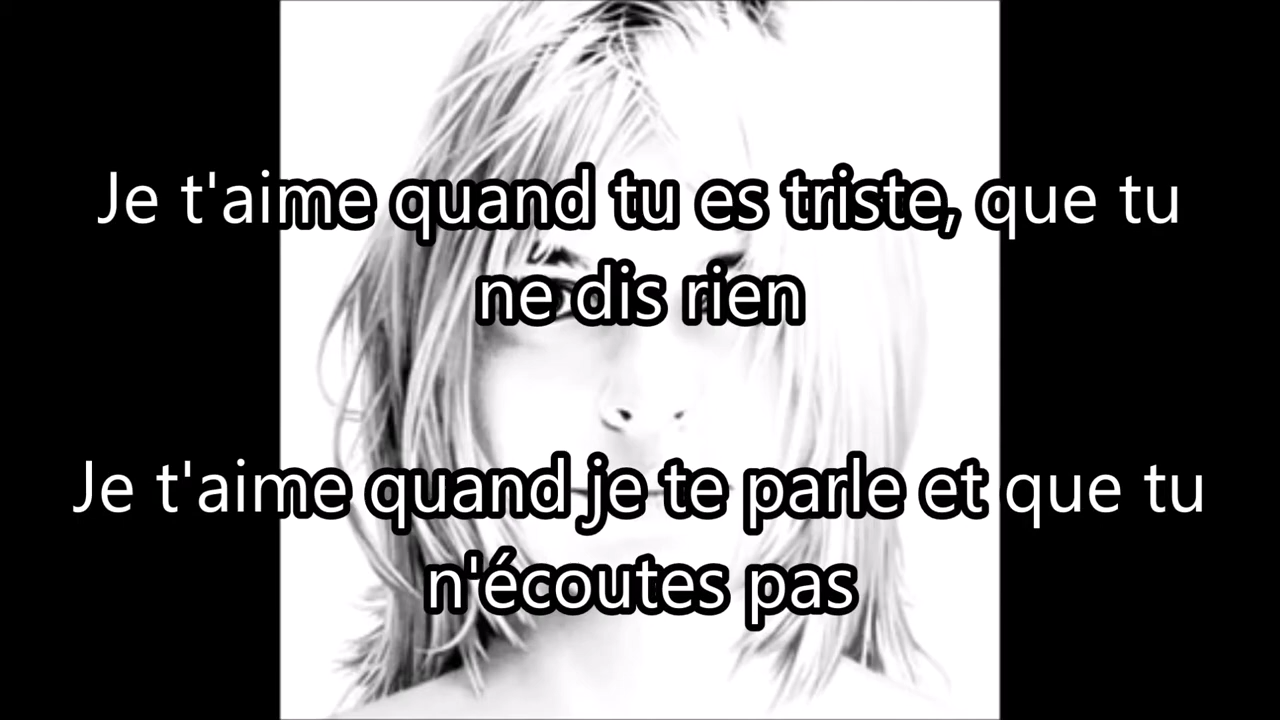 Je t'aime quand tu es triste, que tu
ne dis rien
Je t'aime quand je te parle et que tu
n'écoutes pas